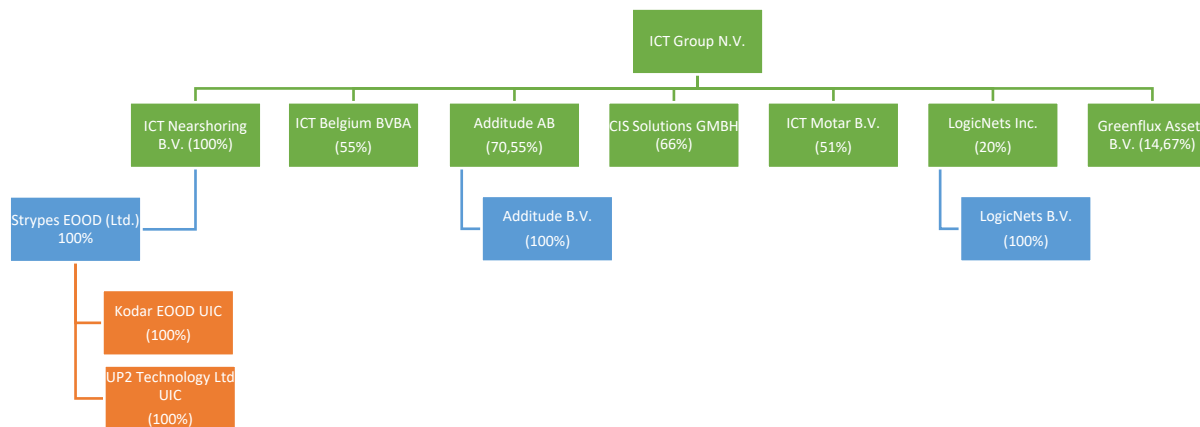 ICT Group N.V.
ICT Nearshoring
B.V. (100%)
ICT Belgium BVBA
(55%)
Additude AB
(70,55%)
CIS Solutions GMBH
(66%)
ICT Motar B.V.
(51%)
LogicNets Inc.
(20%)
Greenflux Asset
B.V. (14,67%)
Strypes EOOD (Ltd.)
100%
Additude B.V.
(100%)
LogicNets B.V.
(100%)
Kodar EOOD UIC
(100%)
UP2 Technology Ltd
UIC
(100%)